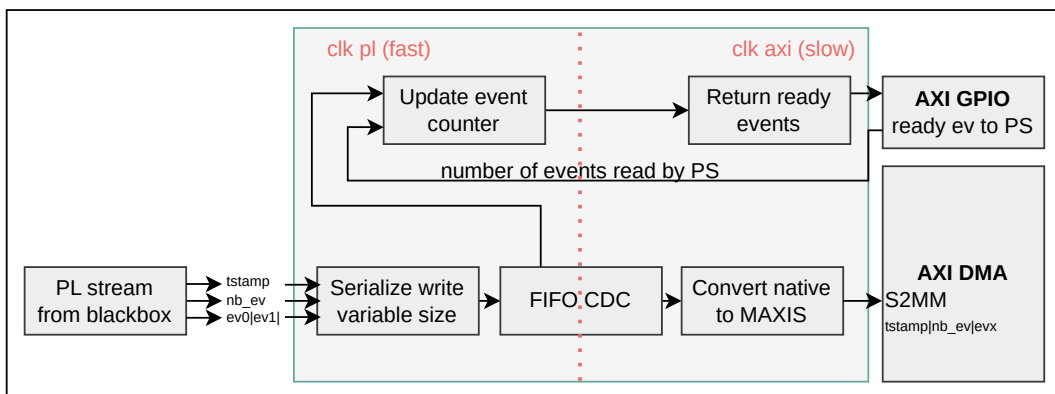 clk pl (fast)
clk axi (slow)
Update event
counter
Return ready
events
AXI GPIO
ready ev to PS
number of events read by PS
PL stream
from blackbox
tstamp
nb_ev
ev0|ev1|
Serialize write
variable size
FIFO CDC
Convert native
to MAXIS
AXI DMA
S2MM
tstamp|nb_ev|evx